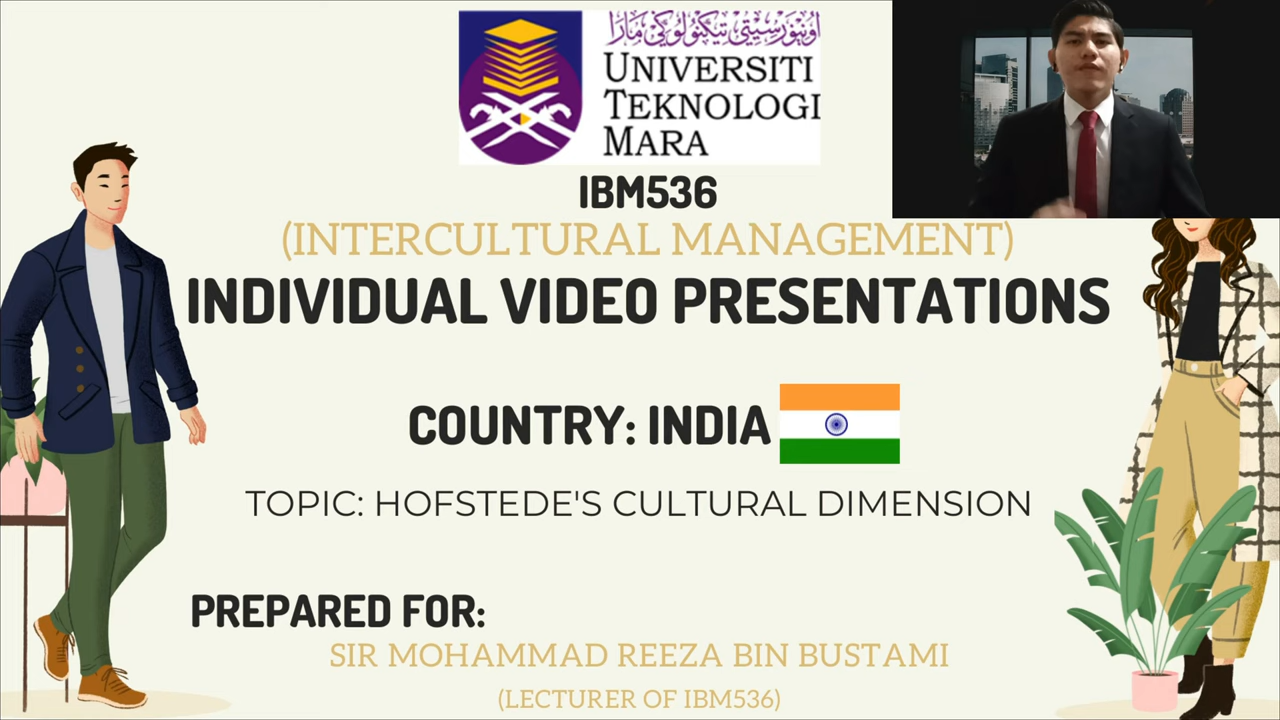 اونيۏرسيتي تيكنولوݢي مارا
UNIVERSITI
TEKNOLOGI
MARA
IBM536
(INTERCULTURAL MANAGEMENT)
INDIVIDUAL VIDEO PRESENTATIONS
COUNTRY: INDIA
TOPIC: HOFSTEDE'S CULTURAL DIMENSION
PREPARED FOR:
SIR MOHAMMAD REEZA BIN BUSTAMI
(LECTURER OF IBM536)